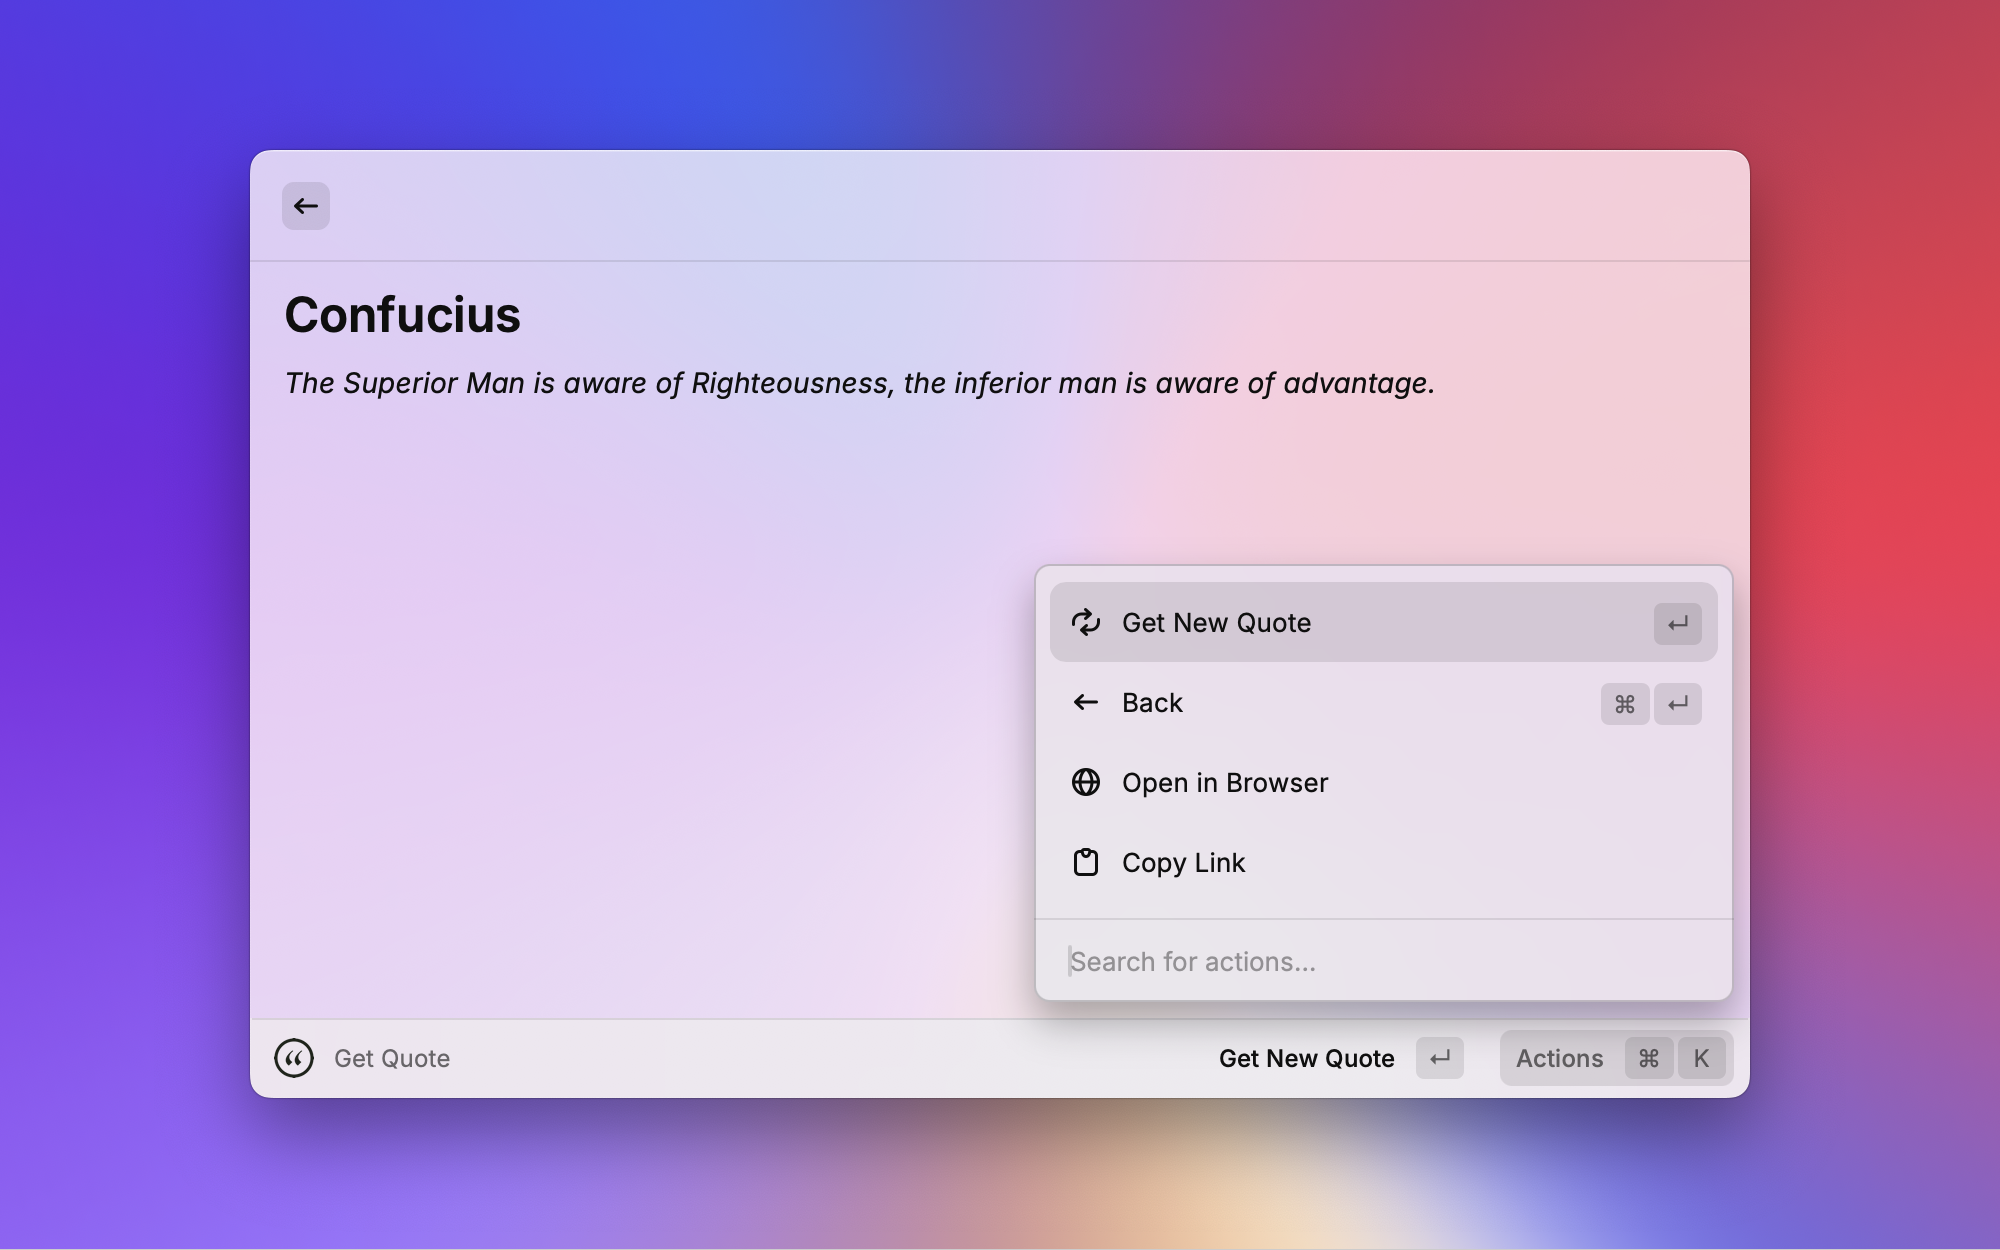 Confucius
The Superior Man is aware of Righteousness, the inferior man is aware of advantage.
Get New Quote
Back ⌘
Open in Browser
Copy Link
Search for actions...
Get Quote
Get New Quote
Actions ⌘ K